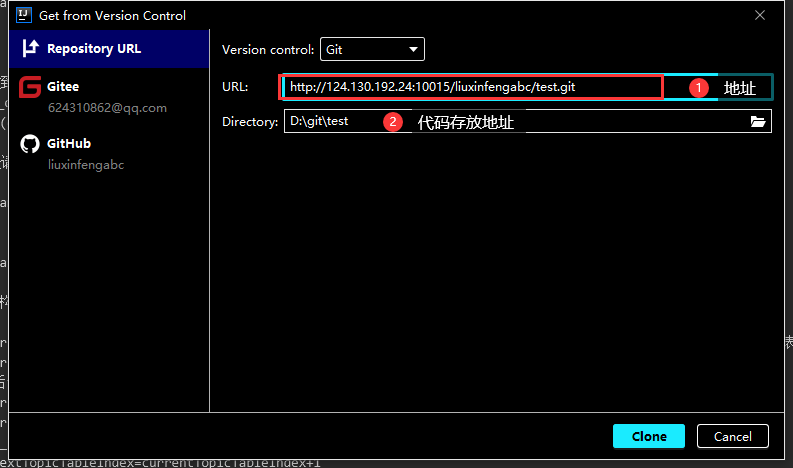 Get from Version Control
Repository URL
Version control: Git
Gitee
624310862@qq.com
URL: http://124.130.192.24:10015/liuxinfengabc/test.git 1 地址
Directory: D:\git\test 2 代码存放地址
GitHub
liuxinfengabc
Clone Cancel
extTopicTableIndex=currentTopicTableIndex+1